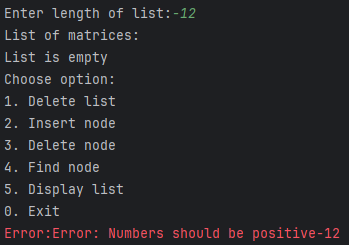 Enter length of list:-12
List of matrices:
List is empty
Choose option:
1. Delete list
2. Insert node
3. Delete node
4. Find node
5. Display list
0. Exit
Error:Error: Numbers should be positive-12